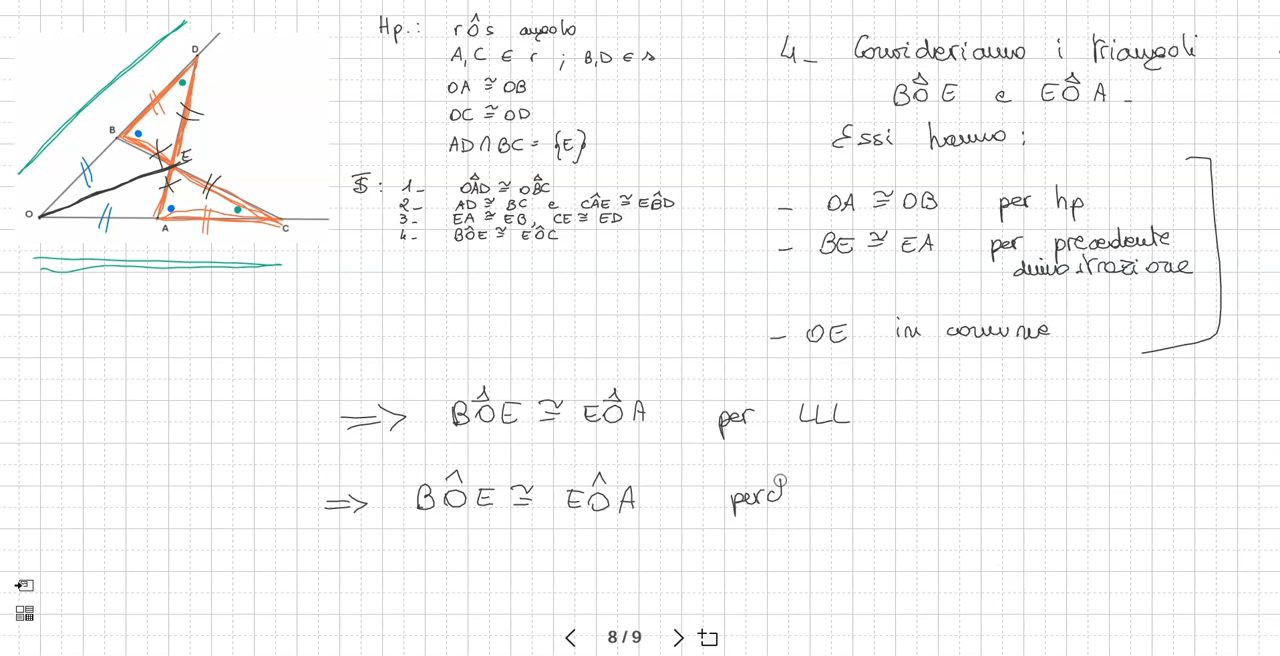 D
B
E
O
A
C
Hp.: rÔs angolo
A, C ∈ r ; B, D ∈ s
OA ≅ OB
OC ≅ OD
AD ∩ BC = {E}
1- OÂD ≅ OB̂C
2- AD ≅ BC e CÂE ≅ EB̂D
3- EA ≅ EB, CE ≅ ED
4- BÔE ≅ EÔC
4- Consideriamo i triangoli
BÔE e EÔA -
Essi hanno:
- OA ≅ OB per hp
- BE ≅ EA per precedente
dimostrazione
- OE in comune
=> BÔE ≅ EÔA per LLL
=> BÔE ≅ EÔA
8 / 9